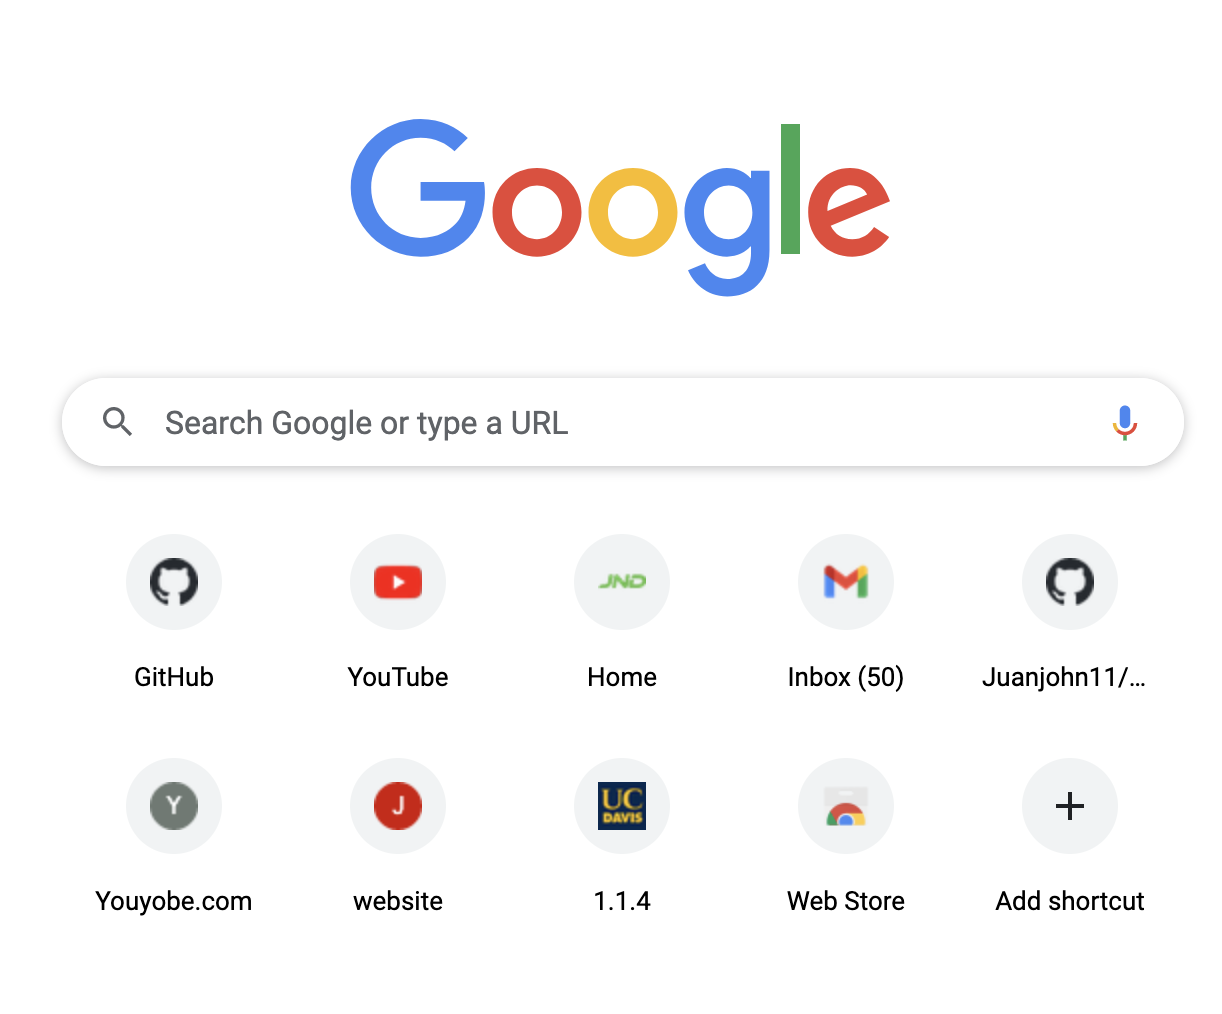 Google
Search Google or type a URL
JND
GitHub
YouTube
Home
Inbox (50)
Juanjohn11/...
Y
J
UC
DAVIS
Youyobe.com
website
1.1.4
Web Store
Add shortcut